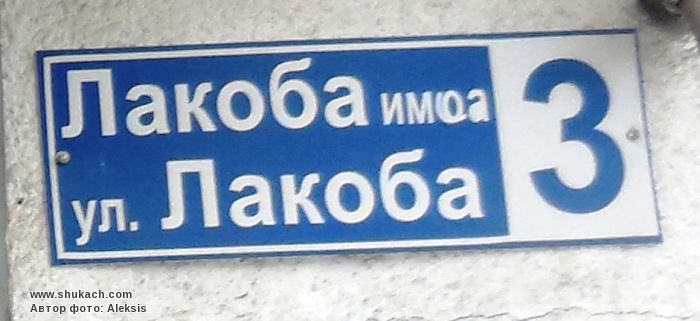 Лакоба имҩа
ул. Лакоба
3
www.shukach.com
Автор фото: Aleksis